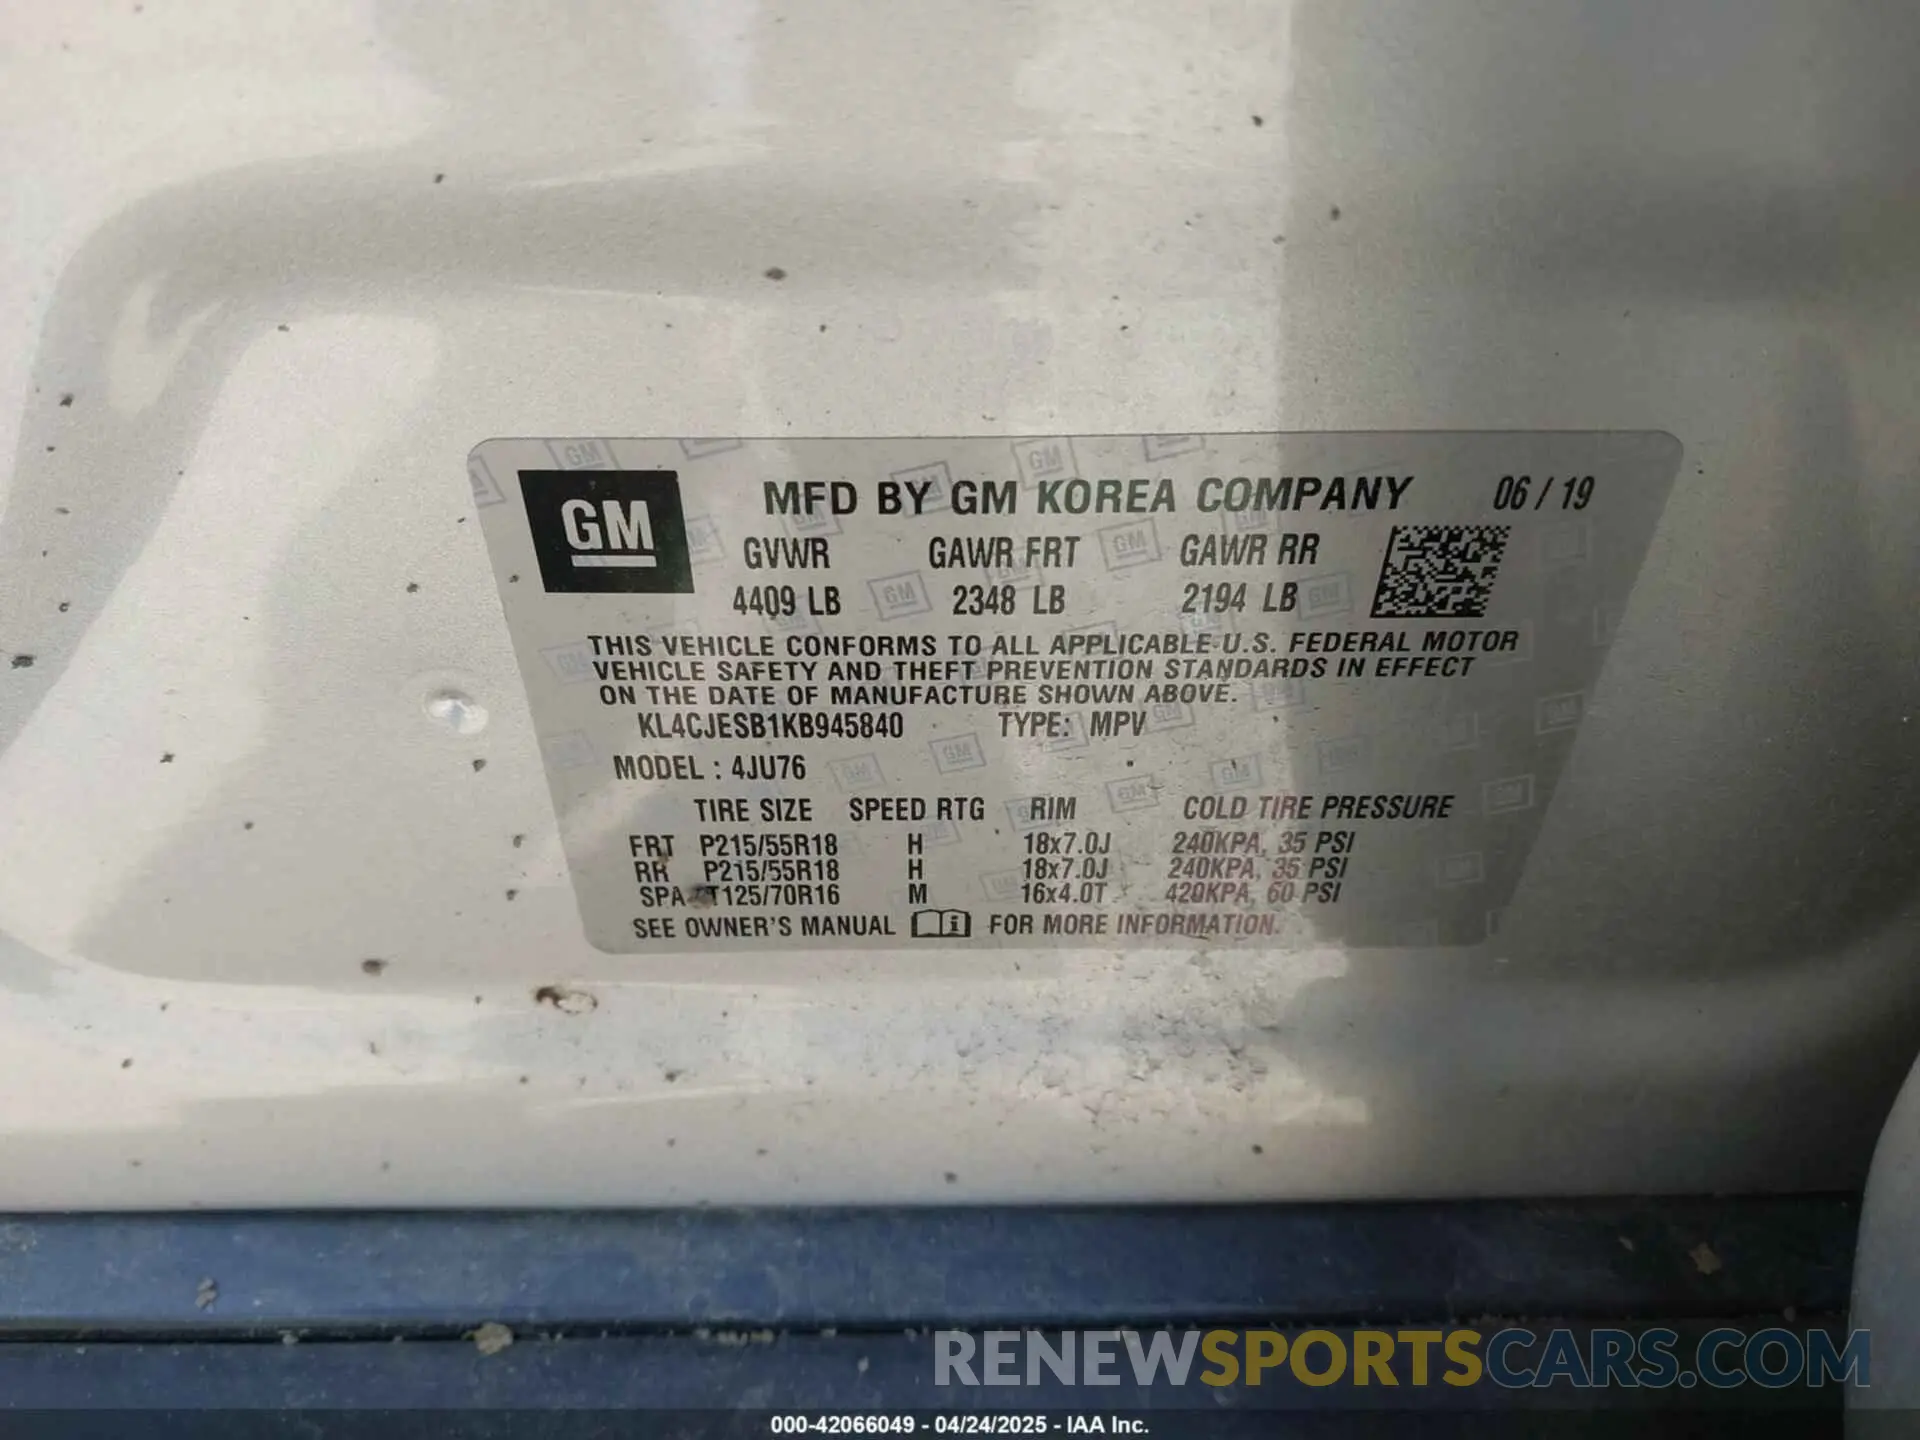 GM
MFD BY GM KOREA COMPANY 06 / 19
GVWR GAWR FRT GAWR RR
4409 LB 2348 LB 2194 LB
THIS VEHICLE CONFORMS TO ALL APPLICABLE U.S. FEDERAL MOTOR
VEHICLE SAFETY AND THEFT PREVENTION STANDARDS IN EFFECT
ON THE DATE OF MANUFACTURE SHOWN ABOVE.
KL4CJESB1KB945840 TYPE: MPV
MODEL : 4JU76
TIRE SIZE SPEED RTG RIM COLD TIRE PRESSURE
FRT P215/55R18 H 18x7.0J 240KPA, 35 PSI
RR P215/55R18 H 18x7.0J 240KPA, 35 PSI
SPA T125/70R16 M 16x4.0T 420KPA, 60 PSI
SEE OWNER'S MANUAL i FOR MORE INFORMATION.
RENEWSPORTSCARS.COM
000-42066049 - 04/24/2025 - IAA Inc.